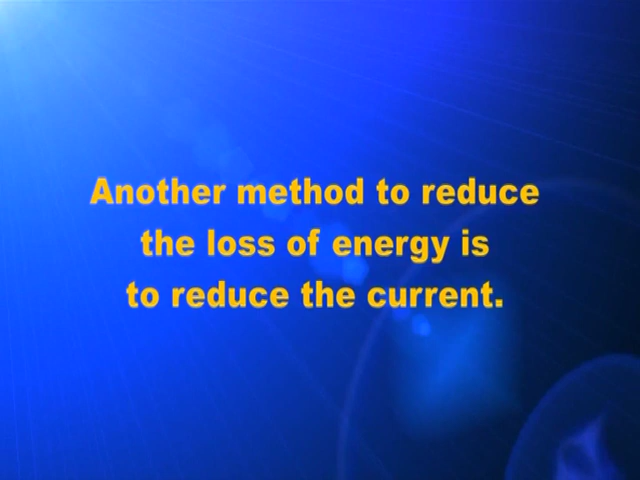 Another method to reduce
the loss of energy is
to reduce the current.